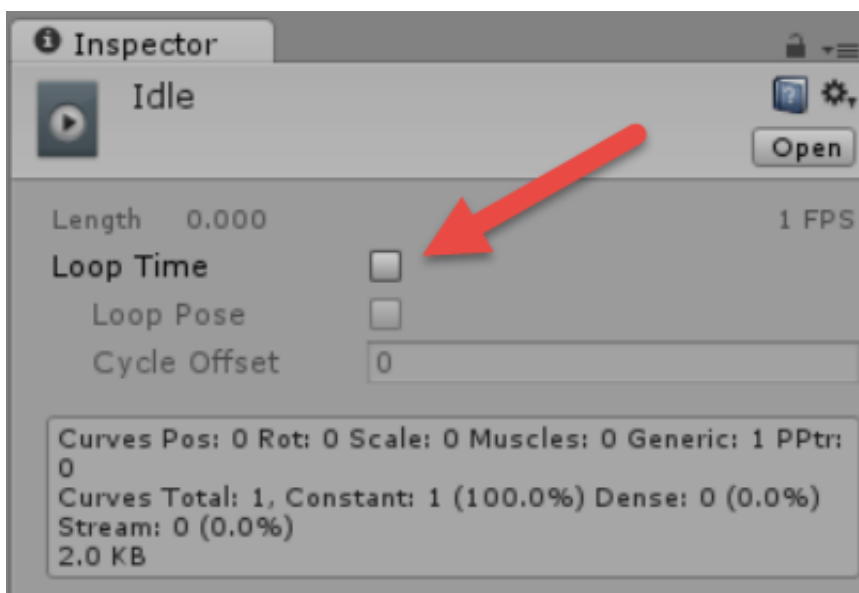 Inspector
Idle
Open
Length 0.000 1 FPS
Loop Time
Loop Pose
Cycle Offset 0
Curves Pos: 0 Rot: 0 Scale: 0 Muscles: 0 Generic: 1 PPtr:
0
Curves Total: 1, Constant: 1 (100.0%) Dense: 0 (0.0%)
Stream: 0 (0.0%)
2.0 KB